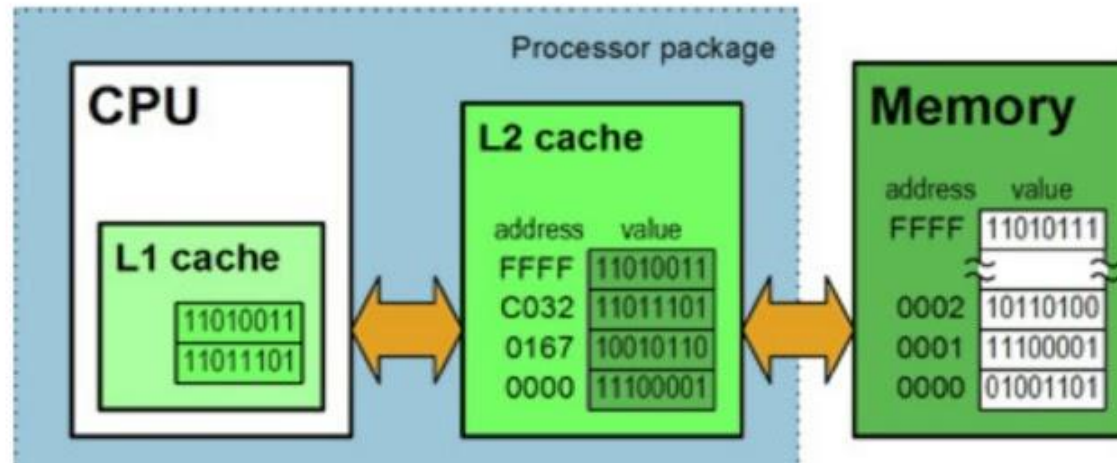 Processor package
CPU
L1 cache
11010011
11011101
L2 cache
address value
FFFF 11010011
C032 11011101
0167 10010110
0000 11100001
Memory
address value
FFFF 11010111
0002 10110100
0001 11100001
0000 01001101